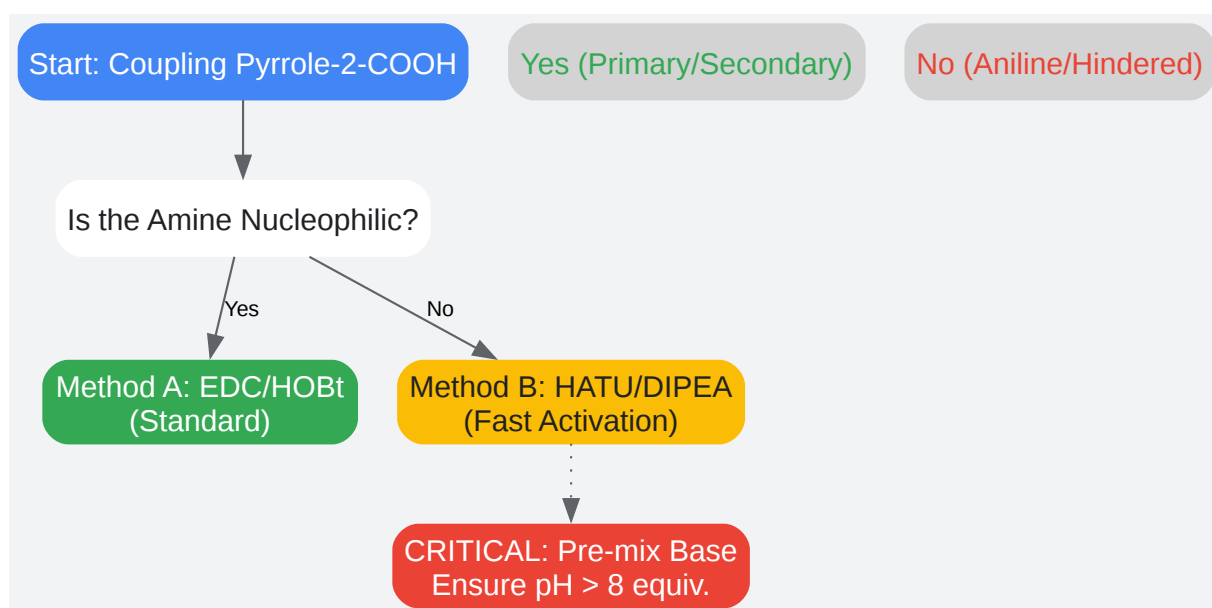 Start: Coupling Pyrrole-2-COOH
Yes (Primary/Secondary)
No (Aniline/Hindered)
Is the Amine Nucleophilic?
Yes
No
Method A: EDC/HOBt
(Standard)
Method B: HATU/DIPEA
(Fast Activation)
CRITICAL: Pre-mix Base
Ensure pH > 8 equiv.